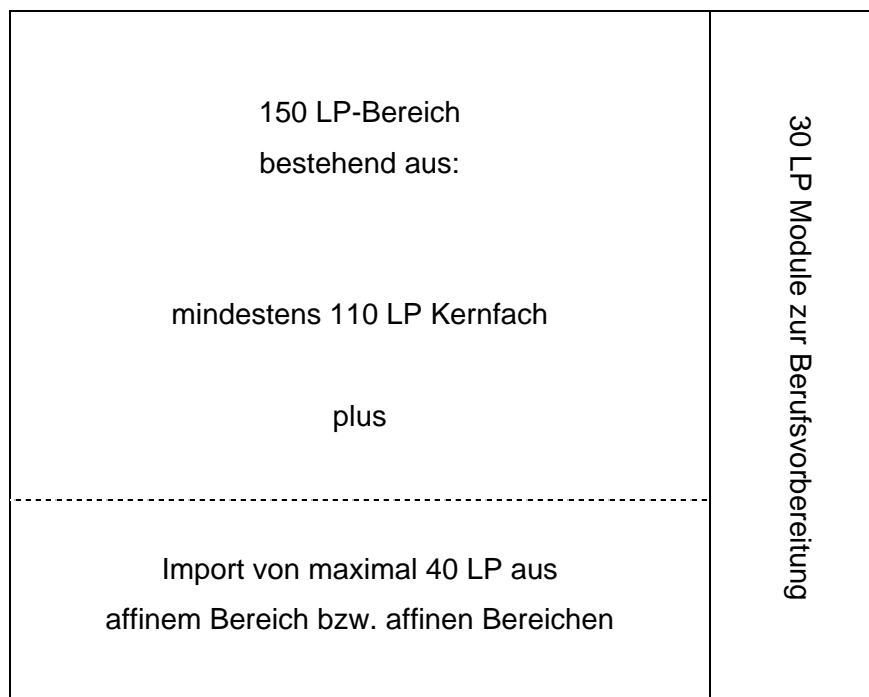 150 LP-Bereich
bestehend aus:
mindestens 110 LP Kernfach
plus
Import von maximal 40 LP aus
affinem Bereich bzw. affinen Bereichen
30 LP Module zur Berufsvorbereitung